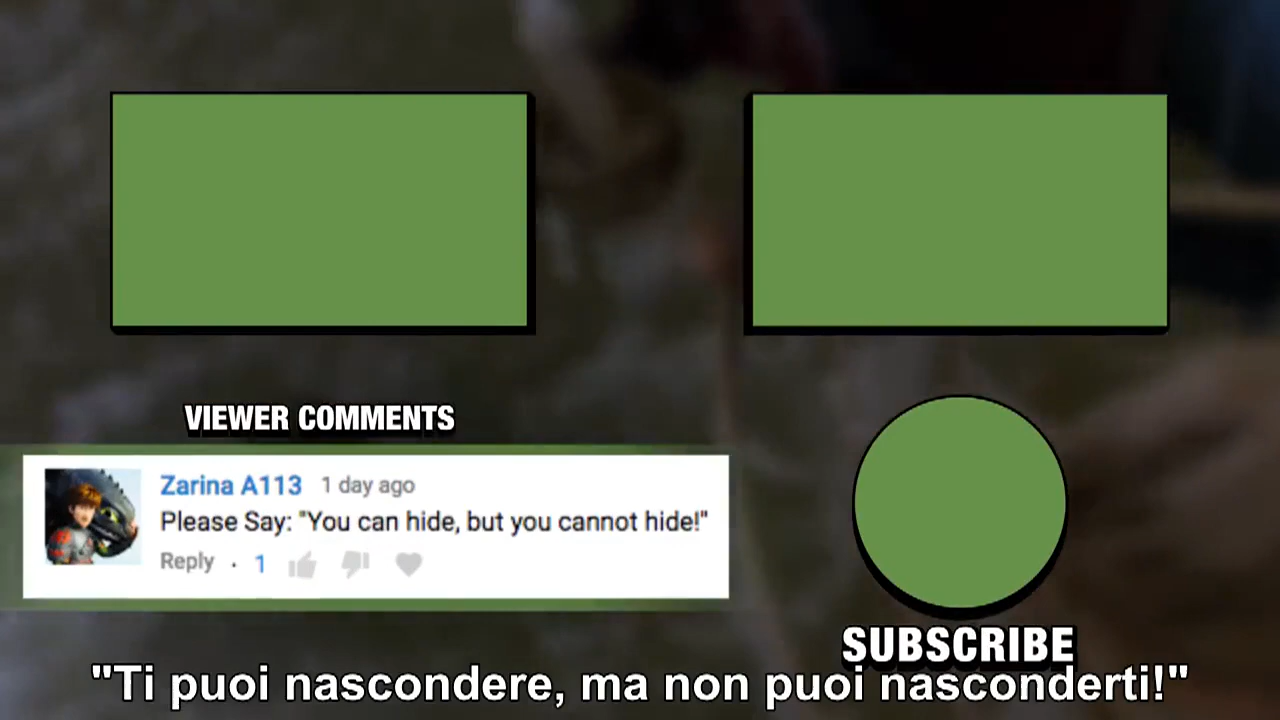 VIEWER COMMENTS
Zarina A113 1 day ago
Please Say: "You can hide, but you cannot hide!"
Reply · 1
SUBSCRIBE
"Ti puoi nascondere, ma non puoi nasconderti!"